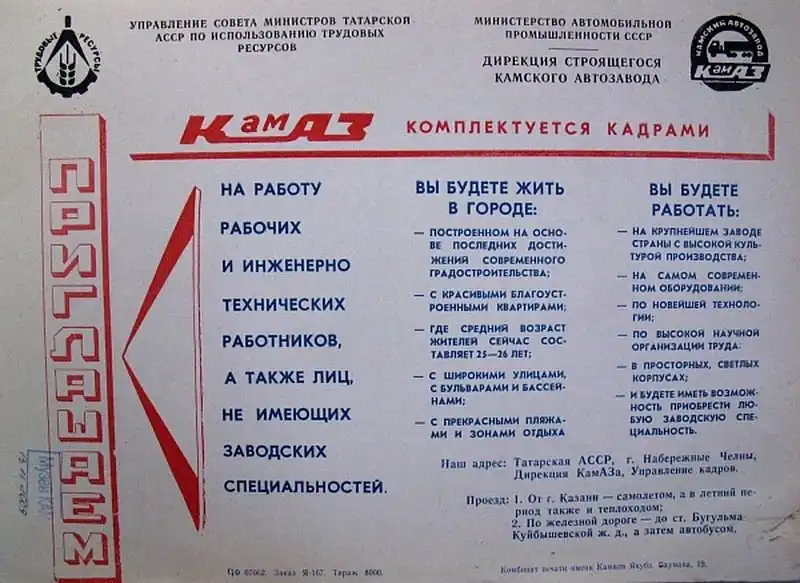 УПРАВЛЕНИЕ СОВЕТА МИНИСТРОВ ТАТАРСКОЙ
АССР ПО ИСПОЛЬЗОВАНИЮ ТРУДОВЫХ
РЕСУРСОВ
ТРУДОВЫЕ РЕСУРСЫ
МИНИСТЕРСТВО АВТОМОБИЛЬНОЙ
ПРОМЫШЛЕННОСТИ СССР
ДИРЕКЦИЯ СТРОЯЩЕГОСЯ
КАМСКОГО АВТОЗАВОДА
КАМСКИЙ АВТОЗАВОД
КамАЗ
КамАЗ КОМПЛЕКТУЕТСЯ КАДРАМИ
ПРИГЛАШАЕМ
НА РАБОТУ
РАБОЧИХ
И ИНЖЕНЕРНО
ТЕХНИЧЕСКИХ
РАБОТНИКОВ,
А ТАКЖЕ ЛИЦ,
НЕ ИМЕЮЩИХ
ЗАВОДСКИХ
СПЕЦИАЛЬНОСТЕЙ.
ВЫ БУДЕТЕ ЖИТЬ
В ГОРОДЕ:
— ПОСТРОЕННОМ НА ОСНО-
ВЕ ПОСЛЕДНИХ ДОСТИ-
ЖЕНИЙ СОВРЕМЕННОГО
ГРАДОСТРОИТЕЛЬСТВА;
— С КРАСИВЫМИ БЛАГОУСТ-
РОЕННЫМИ КВАРТИРАМИ;
— ГДЕ СРЕДНИЙ ВОЗРАСТ
ЖИТЕЛЕЙ СЕЙЧАС СОС-
ТАВЛЯЕТ 25—26 ЛЕТ;
— С ШИРОКИМИ УЛИЦАМИ,
С БУЛЬВАРАМИ И БАССЕЙ-
НАМИ;
— С ПРЕКРАСНЫМИ ПЛЯЖА-
МИ И ЗОНАМИ ОТДЫХА
ВЫ БУДЕТЕ
РАБОТАТЬ:
— НА КРУПНЕЙШЕМ ЗАВОДЕ
СТРАНЫ С ВЫСОКОЙ КУЛЬ-
ТУРОЙ ПРОИЗВОДСТВА;
— НА САМОМ СОВРЕМЕН-
НОМ ОБОРУДОВАНИИ;
— ПО НОВЕЙШЕЙ ТЕХНОЛО-
ГИИ;
— ПО ВЫСОКОЙ НАУЧНОЙ
ОРГАНИЗАЦИИ ТРУДА:
— В ПРОСТОРНЫХ, СВЕТЛЫХ
КОРПУСАХ;
— И БУДЕТЕ ИМЕТЬ ВОЗМОЖ-
НОСТЬ ПРИОБРЕСТИ ЛЮ-
БУЮ ЗАВОДСКУЮ СПЕ-
ЦИАЛЬНОСТЬ.
Наш адрес: Татарская АССР, г. Набережные Челны,
Дирекция КамАЗа, Управление кадров.
Проезд: 1. От г. Казани — самолетом, а в летний пе-
риод также и теплоходом;
2. По железной дороге — до ст. Бугульма
Куйбышевской ж. д., а затем автобусом.
Заказ Я-167. Тираж 8000.
Комбинат печати имени Камиля Якуба.